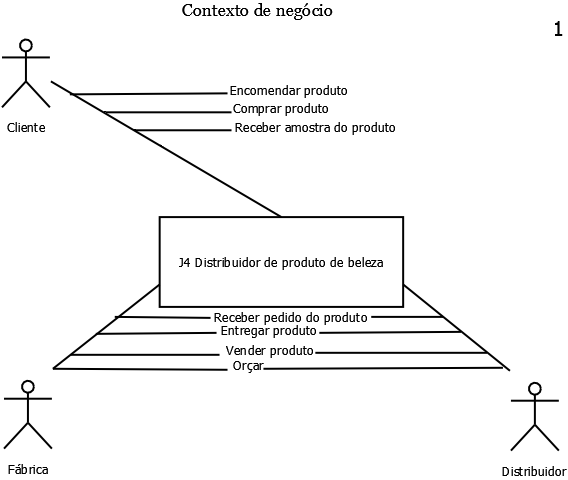 Contexto de negócio
1
Encomendar produto
Comprar produto
Receber amostra do produto
Cliente
J4 Distribuidor de produto de beleza
Receber pedido do produto
Entregar produto
Vender produto
Orçar
Fábrica
Distribuidor